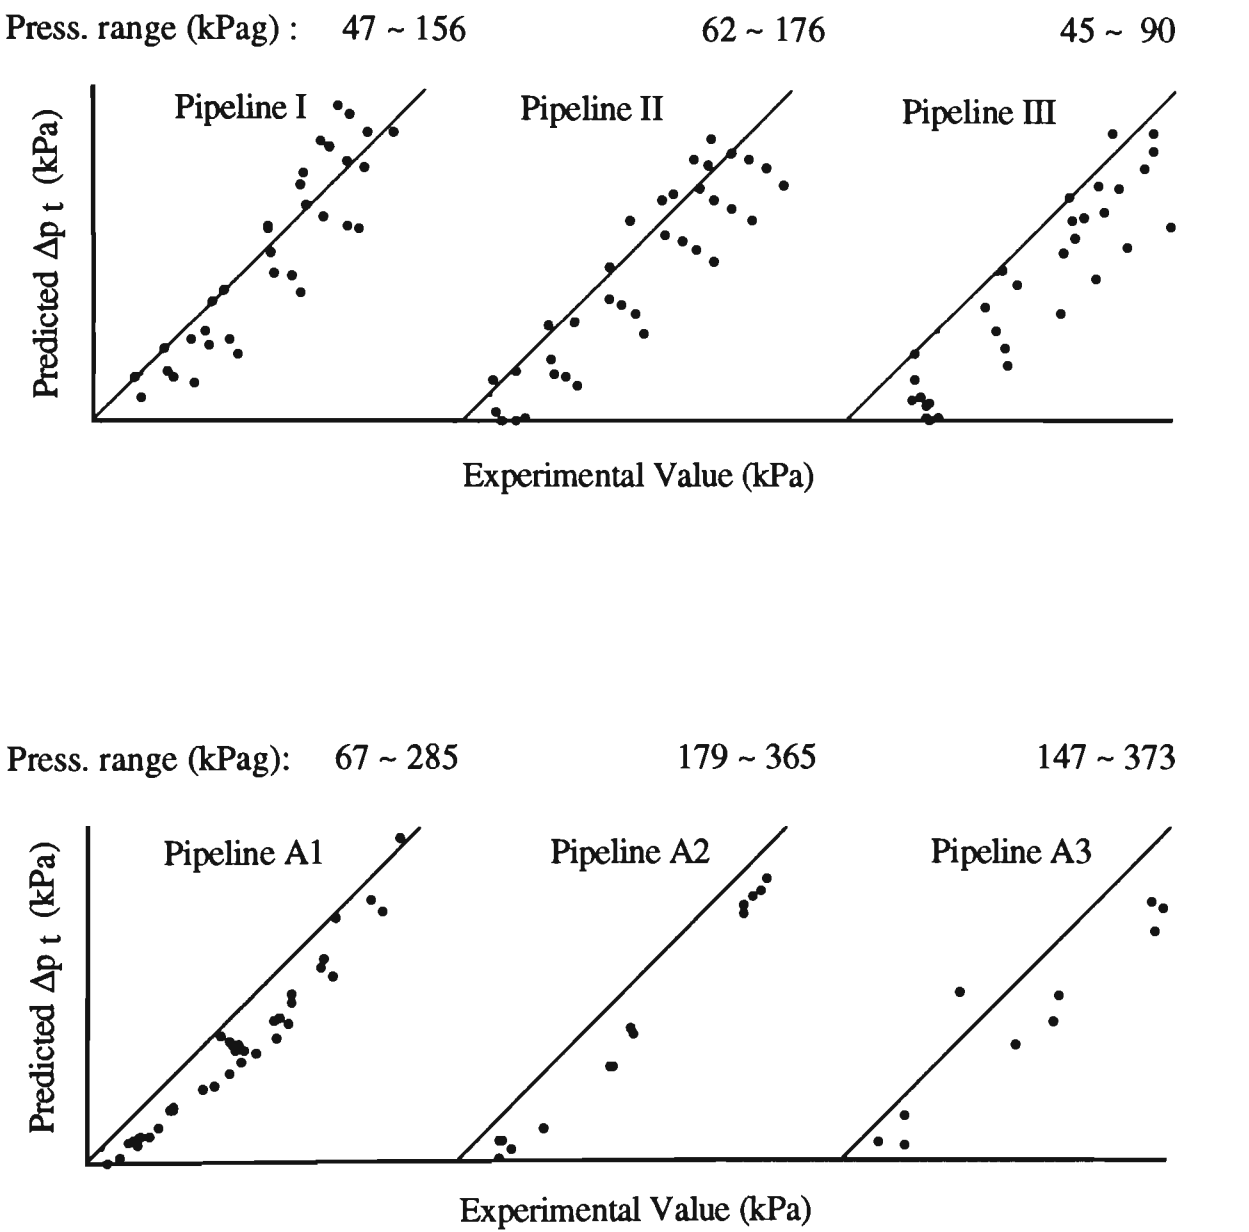 Press. range (kPag) : 47 ~ 156 62 ~ 176 45 ~ 90
Pipeline I Pipeline II Pipeline III
Predicted Δp t (kPa)
Experimental Value (kPa)
Press. range (kPag): 67 ~ 285 179 ~ 365 147 ~ 373
Pipeline A1 Pipeline A2 Pipeline A3
Predicted Δp t (kPa)
Experimental Value (kPa)